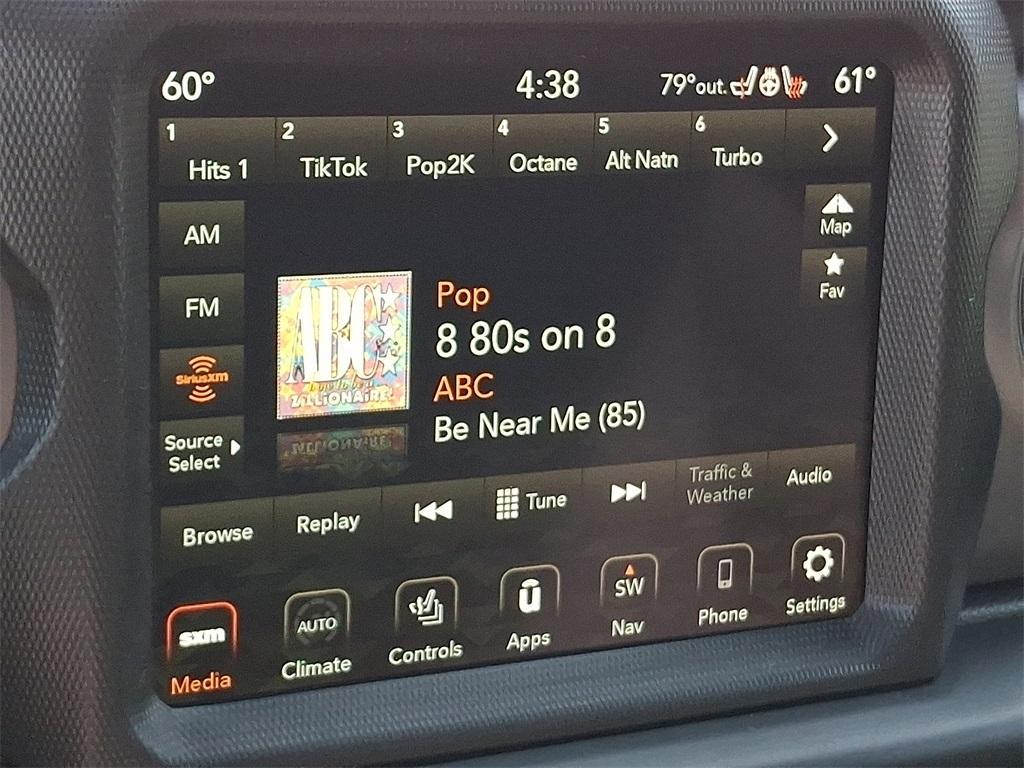 60° 4:38 79°out. 61°
1 2 3 4 5 6
Hits 1 TikTok Pop2K Octane Alt Natn Turbo
AM
Map
FM
Fav
SiriusXM
Source
Select
ABC
ZILLIONAIRE!
Pop
8 80s on 8
ABC
Be Near Me (85)
Browse Replay Tune Traffic &
Weather Audio
sxm AUTO SW
Media Climate Controls Apps Nav Phone Settings